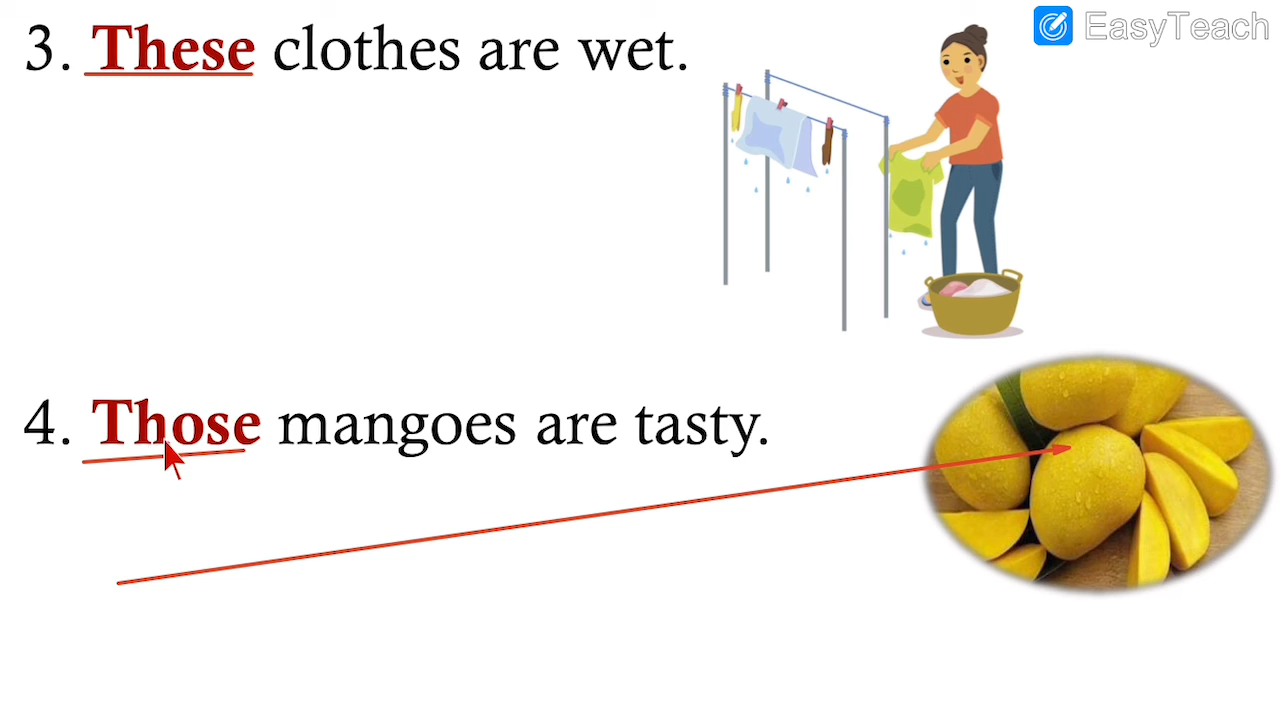 EasyTeach
3. These clothes are wet.
4. Those mangoes are tasty.